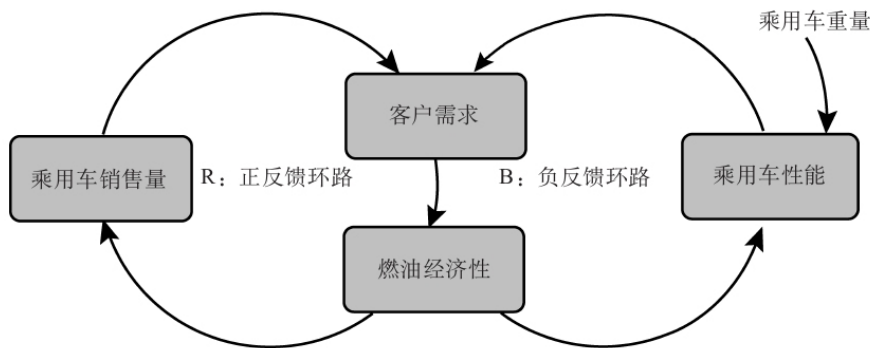 乘用车重量
客户需求
乘用车销售量
R：正反馈环路
B：负反馈环路
乘用车性能
燃油经济性